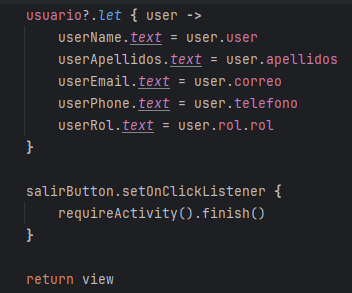 usuario?.let { user ->
    userName.text = user.user
    userApellidos.text = user.apellidos
    userEmail.text = user.correo
    userPhone.text = user.telefono
    userRol.text = user.rol.rol
}

salirButton.setOnClickListener {
    requireActivity().finish()
}

return view